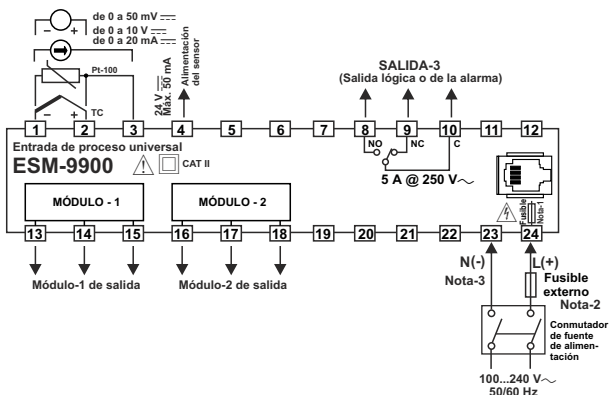 de 0 a 50 mV
de 0 a 10 V
de 0 a 20 mA
- +
Pt-100
- + TC
24 V
Máx. 50 mA
Alimentación
del sensor
SALIDA-3
(Salida lógica o de la alarma)
1 2 3 4 5 6 7 8 9 10 11 12
Entrada de proceso universal
NO NC C
ESM-9900 CAT II
5 A @ 250 V
MÓDULO - 1 MÓDULO - 2
Fusible
Nota-1
13 14 15 16 17 18 19 20 21 22 23 24
Módulo-1 de salida Módulo-2 de salida
N(-) L(+)
Nota-3
Fusible
externo
Nota-2
Conmutador
de fuente
de alimen-
tación
100...240 V
50/60 Hz